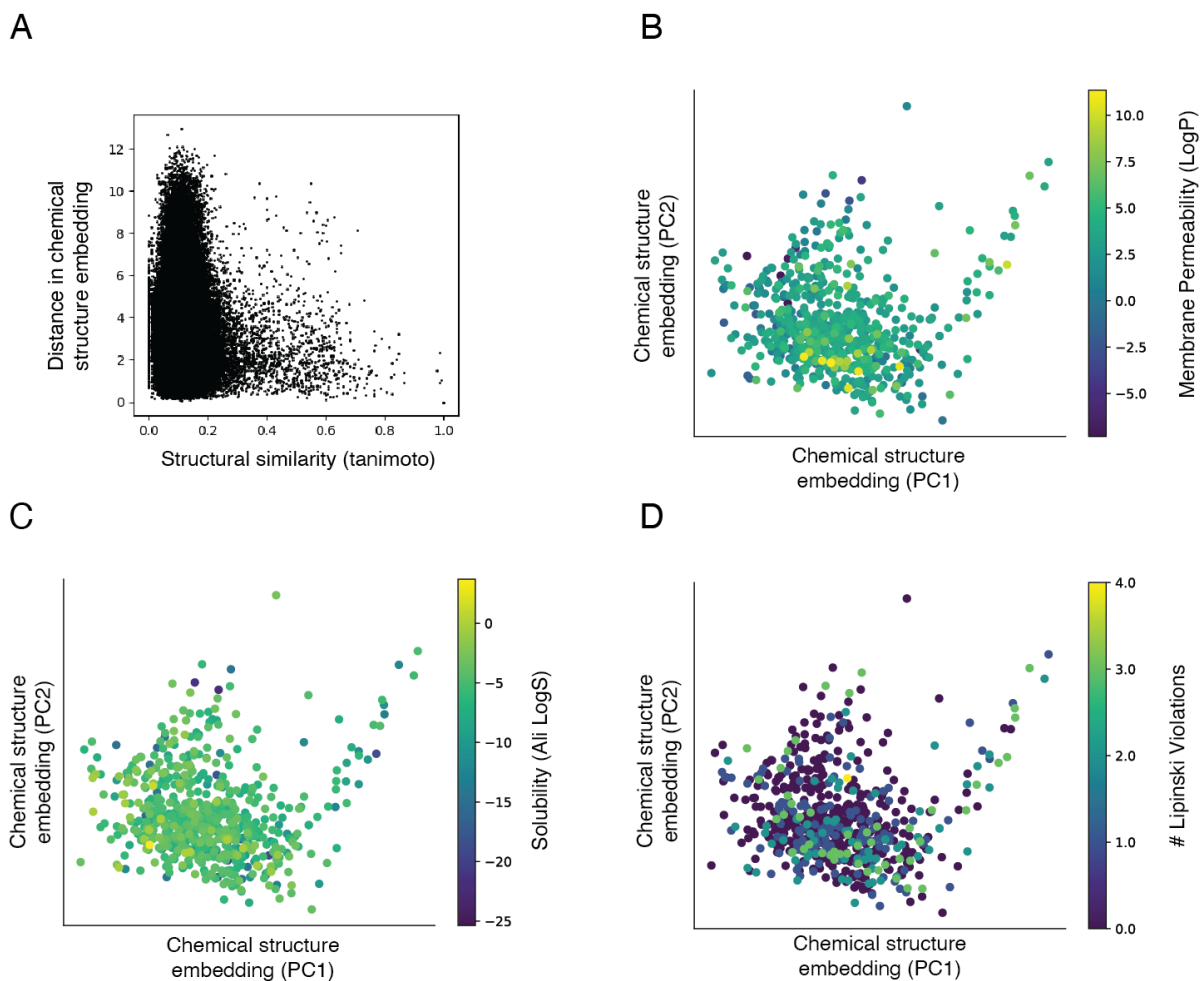 A
B
12
10
8
6
4
2
0
0.0 0.2 0.4 0.6 0.8 1.0
Distance in chemical
structure embedding
Structural similarity (tanimoto)
Chemical structure
embedding (PC2)
Chemical structure
embedding (PC1)
10.0
7.5
5.0
2.5
0.0
−2.5
−5.0
Membrane Permeability (LogP)
C
D
Chemical structure
embedding (PC2)
Chemical structure
embedding (PC1)
0
−5
−10
−15
−20
−25
Solubility (Ali LogS)
Chemical structure
embedding (PC2)
Chemical structure
embedding (PC1)
4.0
3.0
2.0
1.0
0.0
# Lipinski Violations